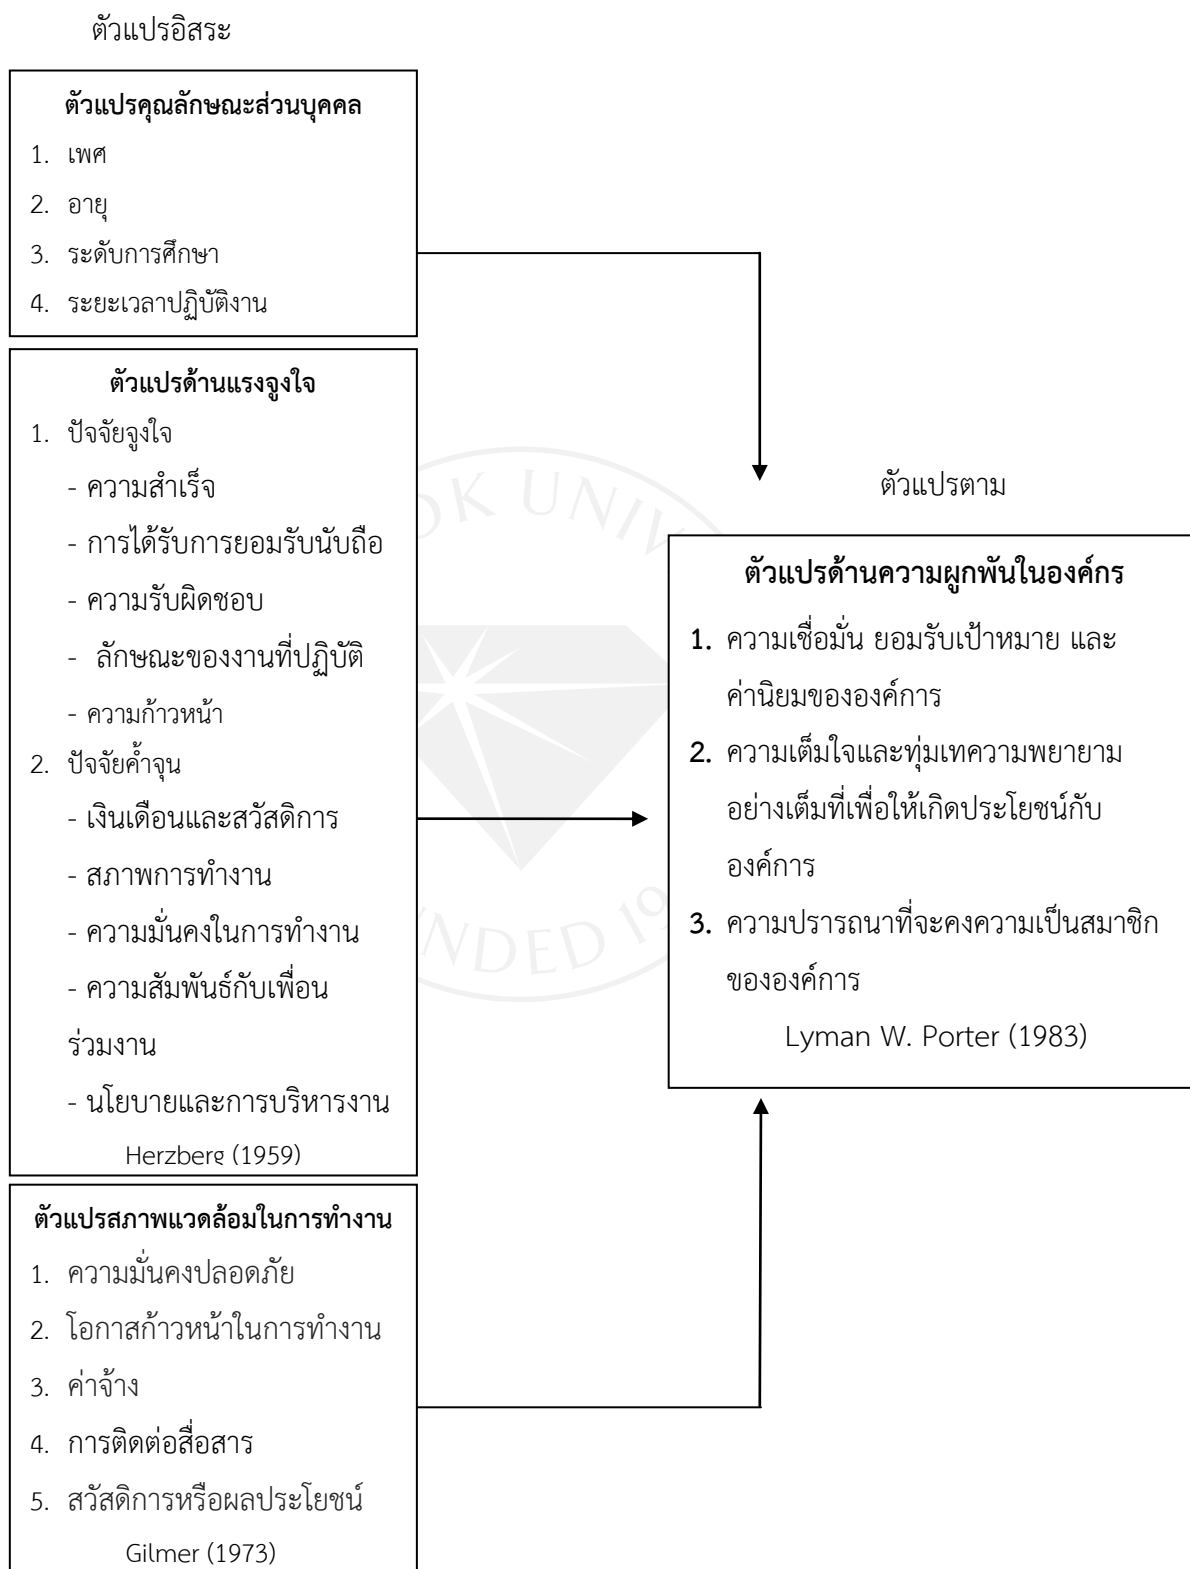 ตัวแปรอิสระ
ตัวแปรคุณลักษณะส่วนบุคคล
1. เพศ
2. อายุ
3. ระดับการศึกษา
4. ระยะเวลาปฏิบัติงาน
ตัวแปรด้านแรงจูงใจ
1. ปัจจัยจูงใจ
- ความสำเร็จ
- การได้รับการยอมรับนับถือ
- ความรับผิดชอบ
- ลักษณะของงานที่ปฏิบัติ
- ความก้าวหน้า
2. ปัจจัยค้ำจุน
- เงินเดือนและสวัสดิการ
- สภาพการทำงาน
- ความมั่นคงในการทำงาน
- ความสัมพันธ์กับเพื่อน
ร่วมงาน
- นโยบายและการบริหารงาน
Herzberg (1959)
ตัวแปรสภาพแวดล้อมในการทำงาน
1. ความมั่นคงปลอดภัย
2. โอกาสก้าวหน้าในการทำงาน
3. ค่าจ้าง
4. การติดต่อสื่อสาร
5. สวัสดิการหรือผลประโยชน์
Gilmer (1973)
ตัวแปรตาม
ตัวแปรด้านความผูกพันในองค์กร
1. ความเชื่อมั่น ยอมรับเป้าหมาย และ
ค่านิยมขององค์การ
2. ความเต็มใจและทุ่มเทความพยายาม
อย่างเต็มที่เพื่อให้เกิดประโยชน์กับ
องค์การ
3. ความปรารถนาที่จะคงความเป็นสมาชิก
ขององค์การ
Lyman W. Porter (1983)